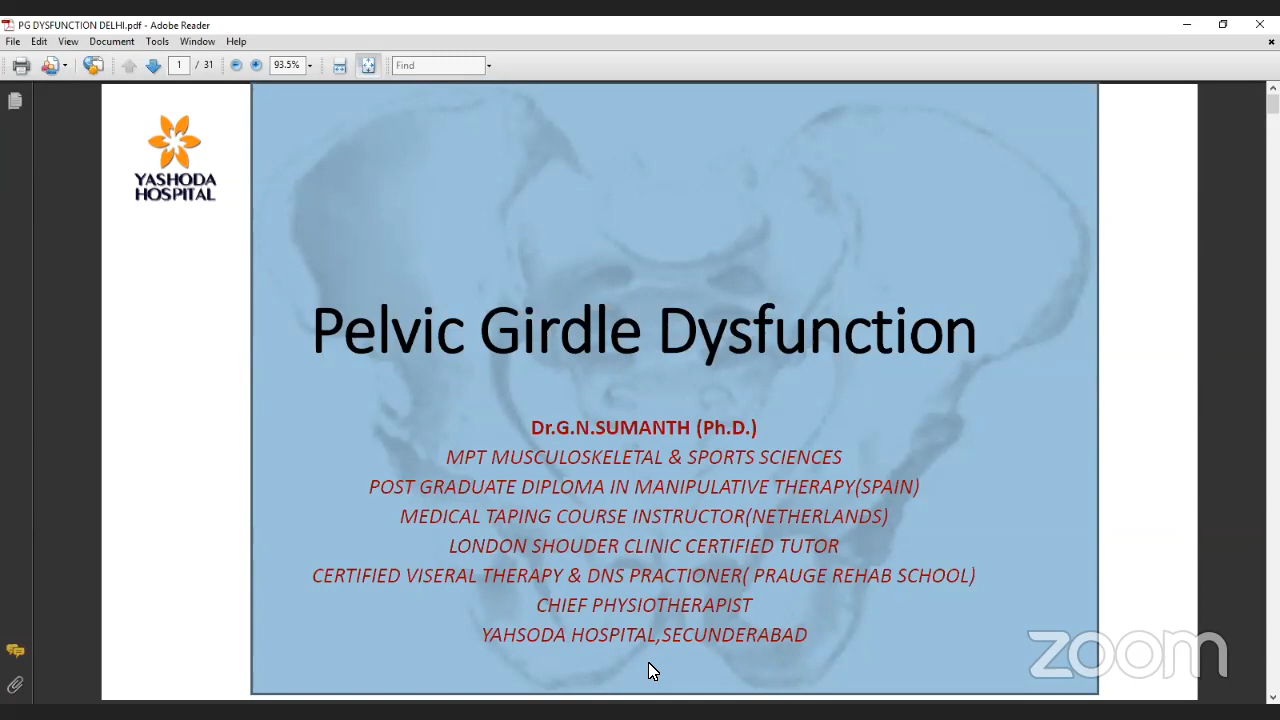 PG DYSFUNCTION DELHI.pdf - Adobe Reader
File Edit View Document Tools Window Help
1 / 31 93.5% Find
YASHODA
HOSPITAL
Pelvic Girdle Dysfunction
Dr.G.N.SUMANTH (Ph.D.)
MPT MUSCULOSKELETAL & SPORTS SCIENCES
POST GRADUATE DIPLOMA IN MANIPULATIVE THERAPY(SPAIN)
MEDICAL TAPING COURSE INSTRUCTOR(NETHERLANDS)
LONDON SHOUDER CLINIC CERTIFIED TUTOR
CERTIFIED VISERAL THERAPY & DNS PRACTIONER( PRAUGE REHAB SCHOOL)
CHIEF PHYSIOTHERAPIST
YAHSODA HOSPITAL,SECUNDERABAD
zoom